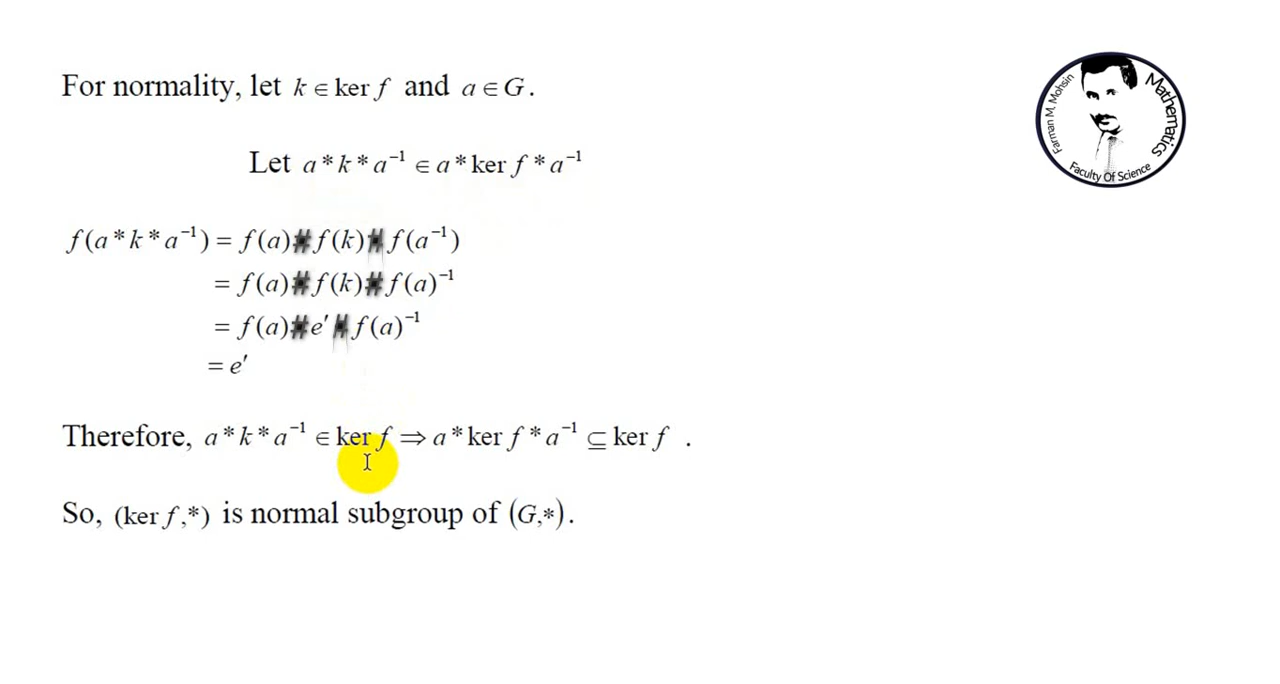 For normality, let k ∈ ker f and a ∈ G.
Let a * k * a⁻¹ ∈ a * ker f * a⁻¹
f(a * k * a⁻¹) = f(a)#f(k)#f(a⁻¹)
= f(a)#f(k)#f(a)⁻¹
= f(a)#e′#f(a)⁻¹
= e′
Therefore, a * k * a⁻¹ ∈ ker f ⇒ a * ker f * a⁻¹ ⊆ ker f .
So, (ker f,*) is normal subgroup of (G,*).
Farman M. Mohsin
Mathematics
Faculty Of Science